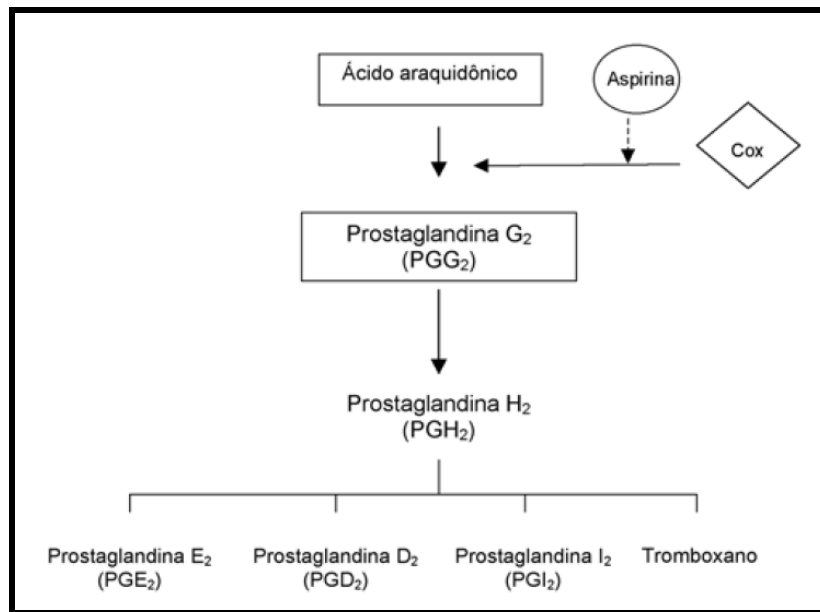 Ácido araquidônico
Aspirina
Cox
Prostaglandina G₂
(PGG₂)
Prostaglandina H₂
(PGH₂)
Prostaglandina E₂
(PGE₂)
Prostaglandina D₂
(PGD₂)
Prostaglandina I₂
(PGI₂)
Tromboxano